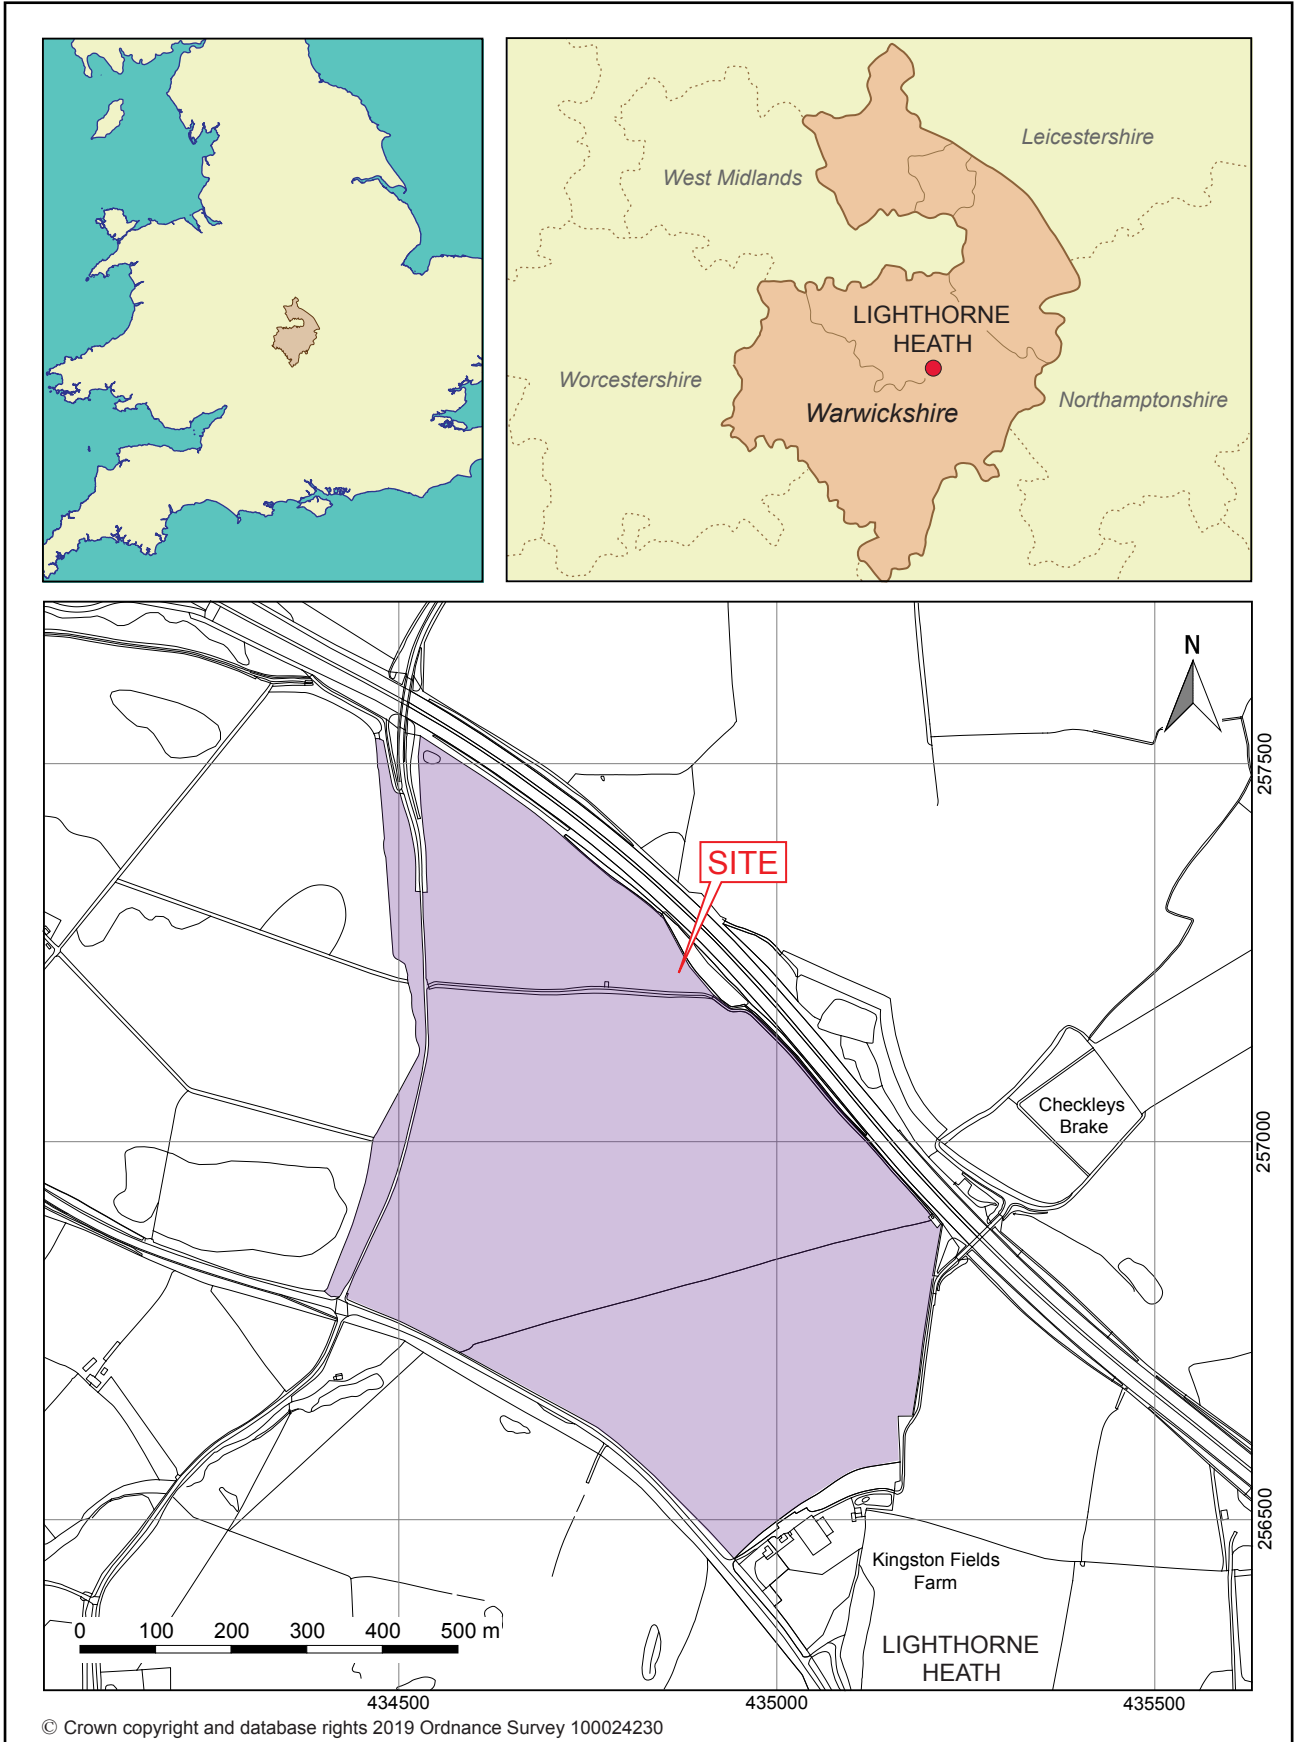 Leicestershire
West Midlands
LIGHTHORNE
HEATH
Worcestershire
Northamptonshire
Warwickshire
N
257500
SITE
Checkleys
Brake
257000
256500
Kingston Fields
Farm
0 100 200 300 400 500 m
LIGHTHORNE
HEATH
434500 435000 435500
© Crown copyright and database rights 2019 Ordnance Survey 100024230